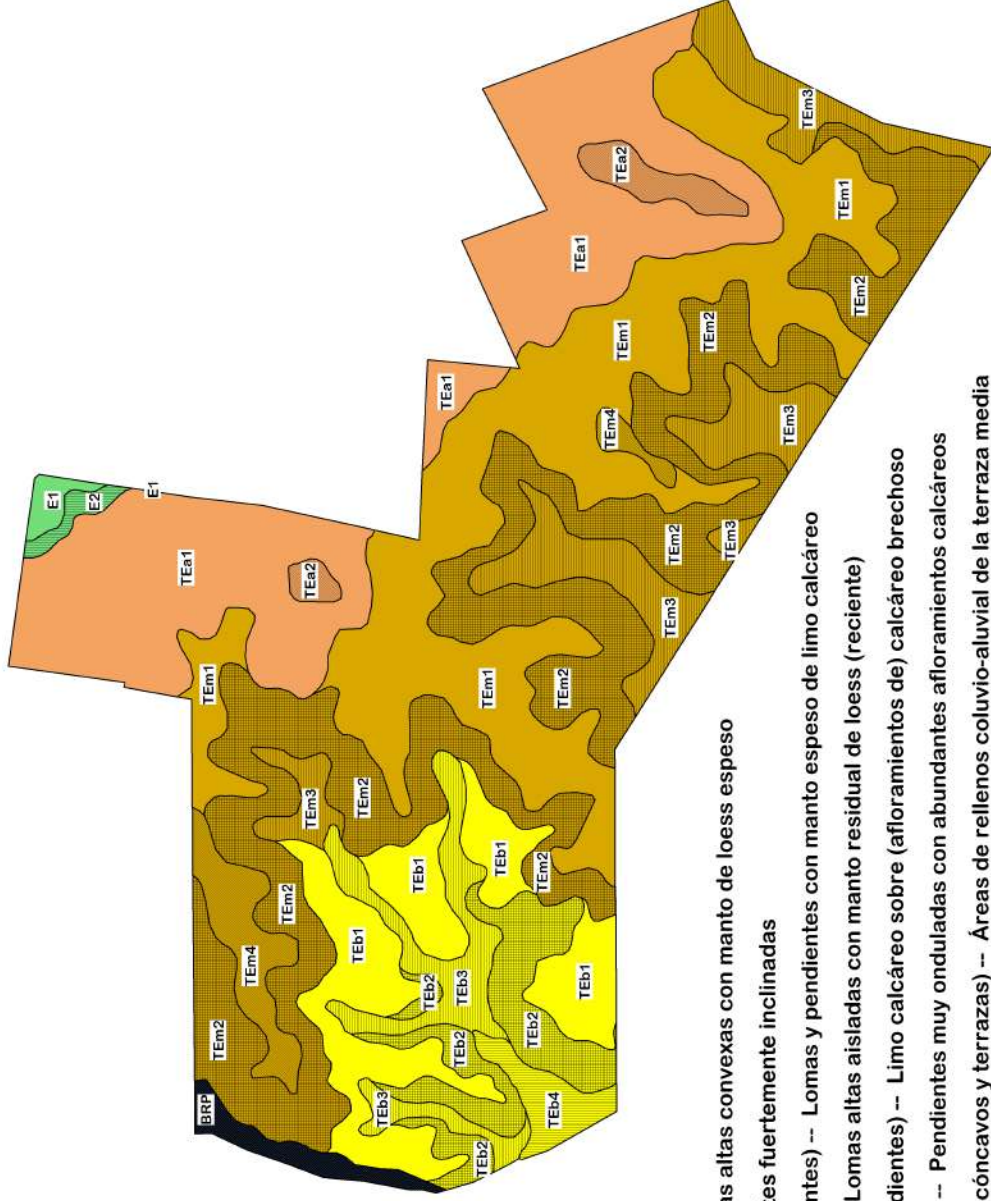 E1
E2
E1
TEa1
TEa2
TEa1
TEa1
TEa2
TEm1
TEm3
TEm2
TEm2
TEm4
TEm2
BRP
TEm1
TEm2
TEm1
TEm4
TEm2
TEm3
TEm3
TEm3
TEm2
TEm2
TEm1
TEm3
TEm2
TEb1
TEb1
TEb1
TEb1
TEb2
TEb3
TEb2
TEb2
TEb3
TEb2
TEb4
s altas convexas con manto de loess espeso
es fuertemente inclinadas
ntes) -- Lomas y pendientes con manto espeso de limo calcáreo
Lomas altas aisladas con manto residual de loess (reciente)
dientes) -- Limo calcáreo sobre (afloramientos de) calcáreo brechoso
-- Pendientes muy onduladas con abundantes afloramientos calcáreos
cóncavos y terrazas) -- Áreas de rellenos coluvio-aluvial de la terraza media